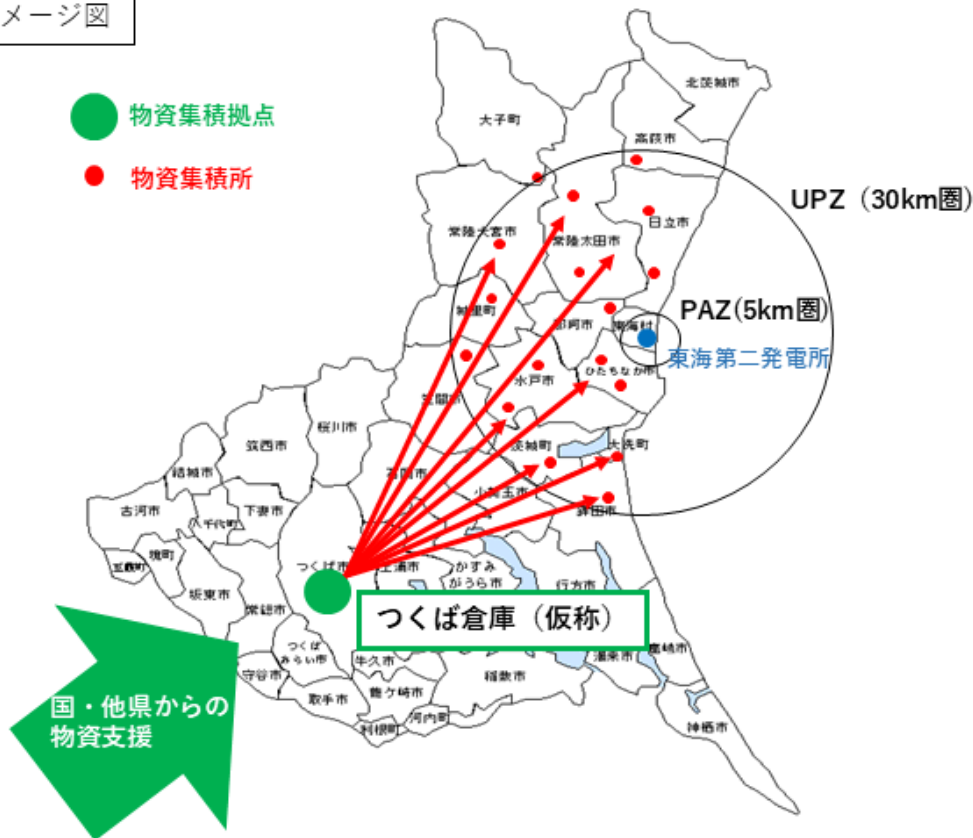 メージ図
物資集積拠点
物資集積所
北茨城市
大子町
高萩市
UPZ（30km圏）
日立市
常陸大宮市
常陸太田市
PAZ(5km圏)
城里町
那珂市
東海村
東海第二発電所
ひたちなか市
水戸市
笠間市
桜川市
筑西市
茨城町
大洗町
結城市
石岡市
小美玉市
古河市
八千代町
下妻市
鉾田市
境町
五霞町
つくば市
土浦市
かすみ
がうら市
行方市
坂東市
常総市
つくば倉庫（仮称）
つくば
みらい市
牛久市
潮来市
鹿嶋市
守谷市
稲敷市
取手市
龍ケ崎市
国・他県からの
物資支援
利根町
河内町
神栖市